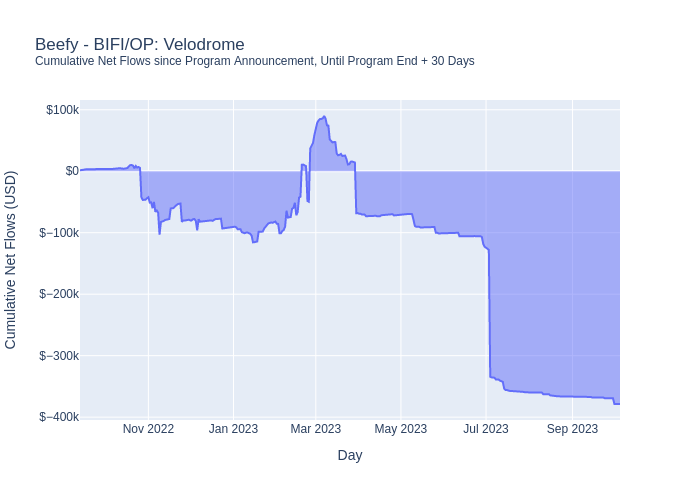 Beefy - BIFI/OP: Velodrome
Cumulative Net Flows since Program Announcement, Until Program End + 30 Days
Cumulative Net Flows (USD)
$100k
$0
$−100k
$−200k
$−300k
$−400k
Nov 2022 Jan 2023 Mar 2023 May 2023 Jul 2023 Sep 2023
Day